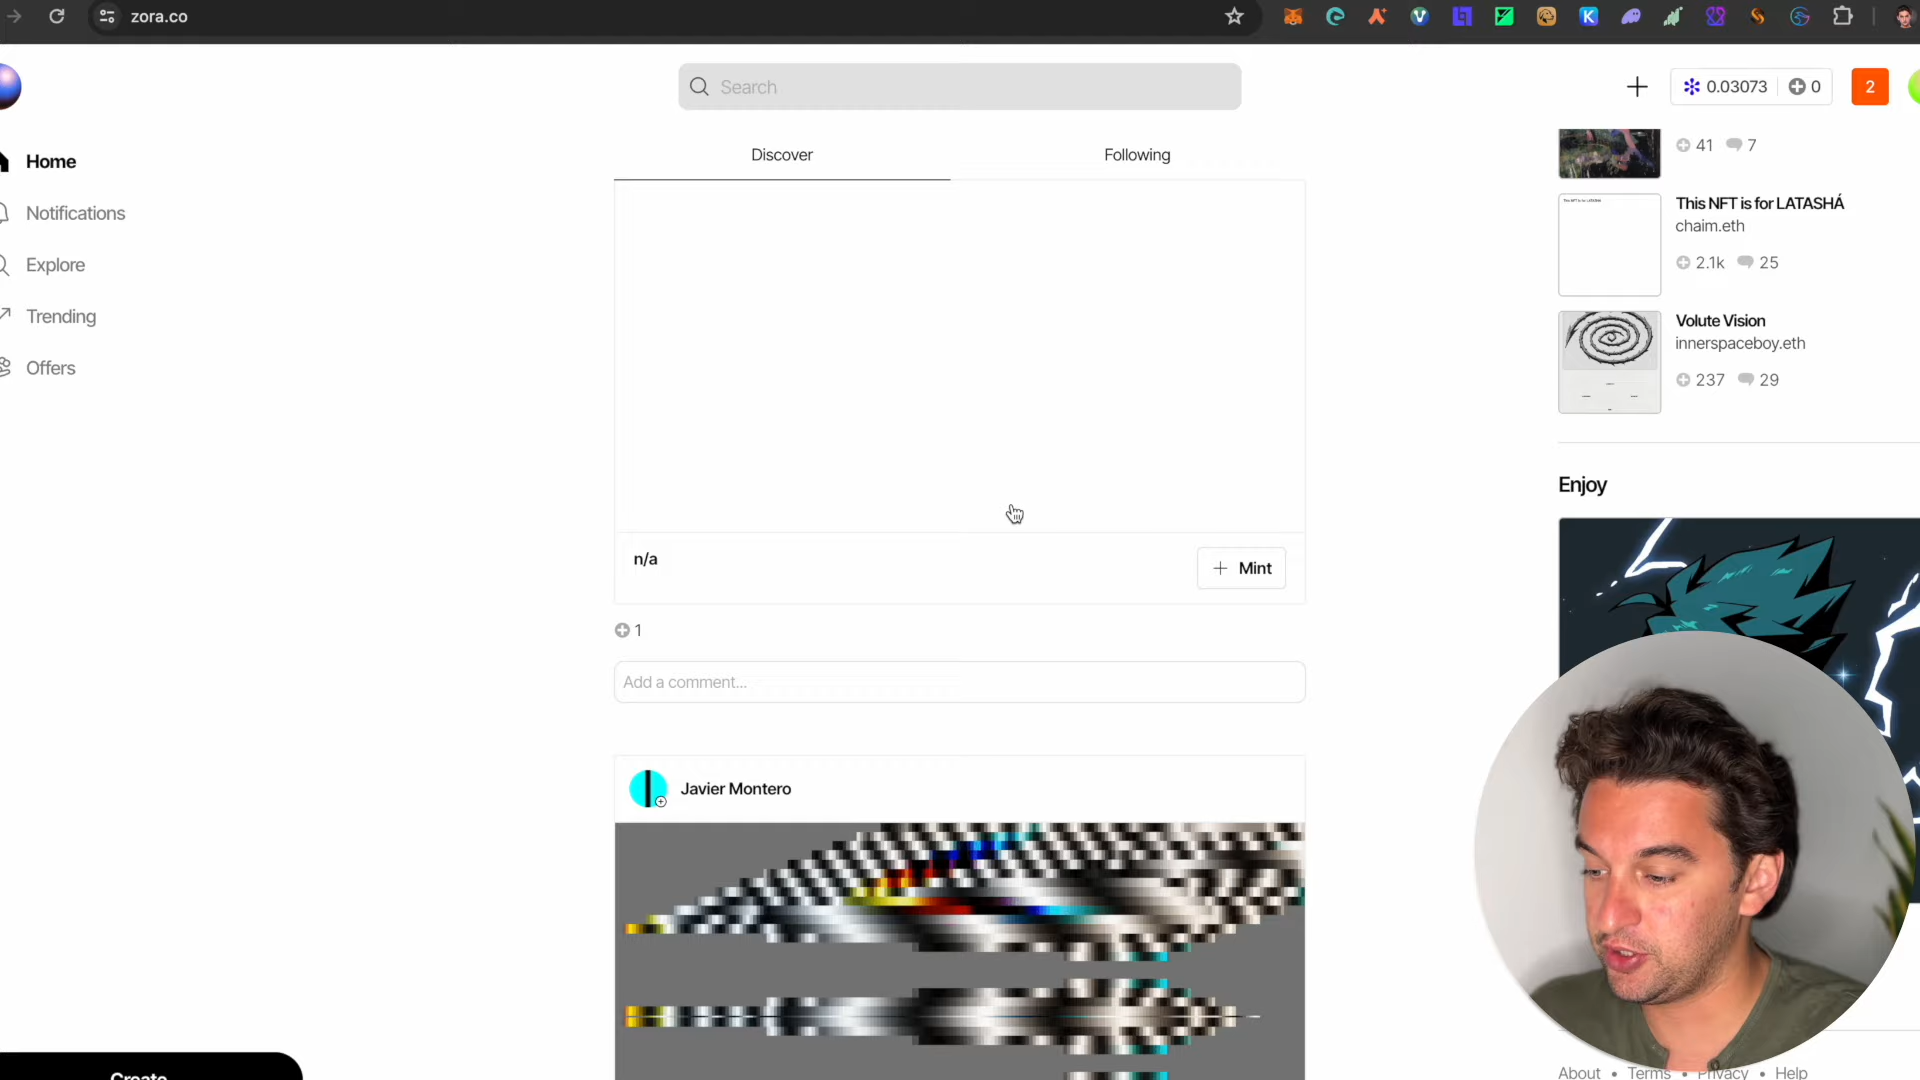 zora.co
Search
0.03073
0
2
Home
Notifications
Explore
Trending
Offers
Discover
Following
n/a
Mint
1
Add a comment...
Javier Montero
41
7
This NFT is for LATASHÁ
chaim.eth
2.1k
25
Volute Vision
innerspaceboy.eth
237
29
Enjoy
Create
About • Terms • Privacy • Help